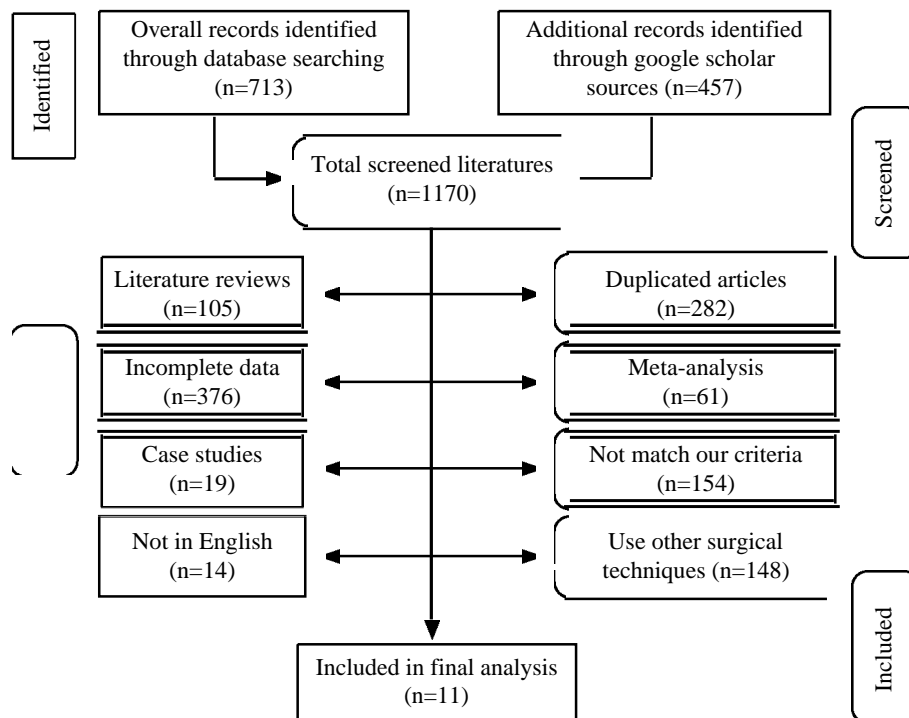 Identified
Overall records identified
through database searching
(n=713)
Additional records identified
through google scholar
sources (n=457)
Total screened literatures
(n=1170)
Screened
Literature reviews
(n=105)
Duplicated articles
(n=282)
Incomplete data
(n=376)
Meta-analysis
(n=61)
Case studies
(n=19)
Not match our criteria
(n=154)
Not in English
(n=14)
Use other surgical
techniques (n=148)
Included in final analysis
(n=11)
Included